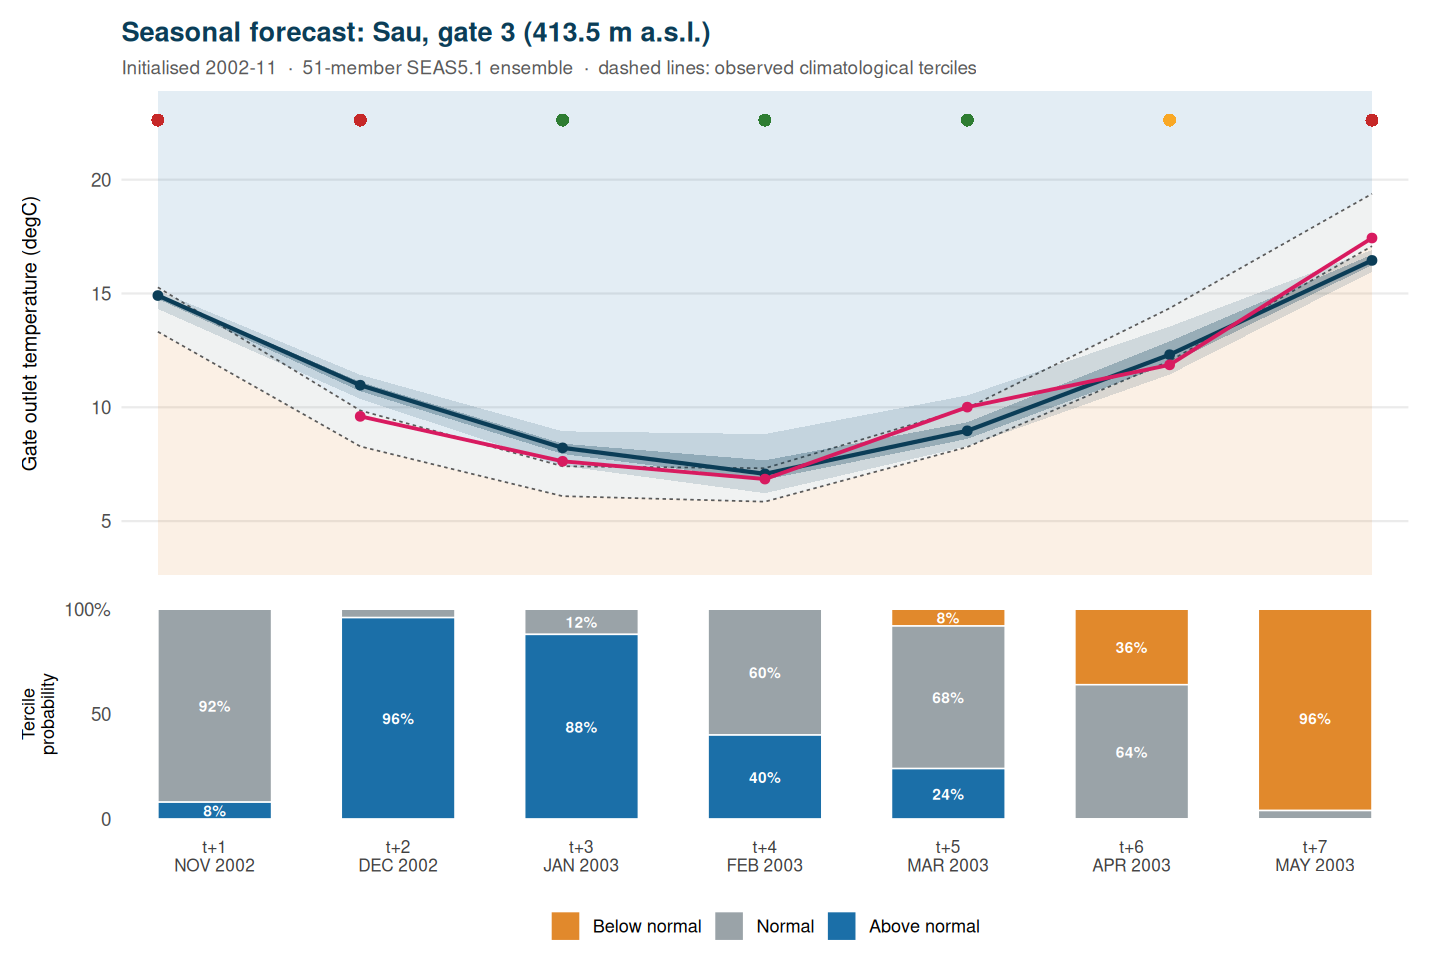 Seasonal forecast: Sau, gate 3 (413.5 m a.s.l.)
Initialised 2002-11 · 51-member SEAS5.1 ensemble · dashed lines: observed climatological terciles
Gate outlet temperature (degC)
20
15
10
5
Tercile
probability
100%
50
0
92%
8%
96%
12%
88%
60%
40%
8%
68%
24%
36%
64%
96%
t+1
NOV 2002
t+2
DEC 2002
t+3
JAN 2003
t+4
FEB 2003
t+5
MAR 2003
t+6
APR 2003
t+7
MAY 2003
Below normal
Normal
Above normal